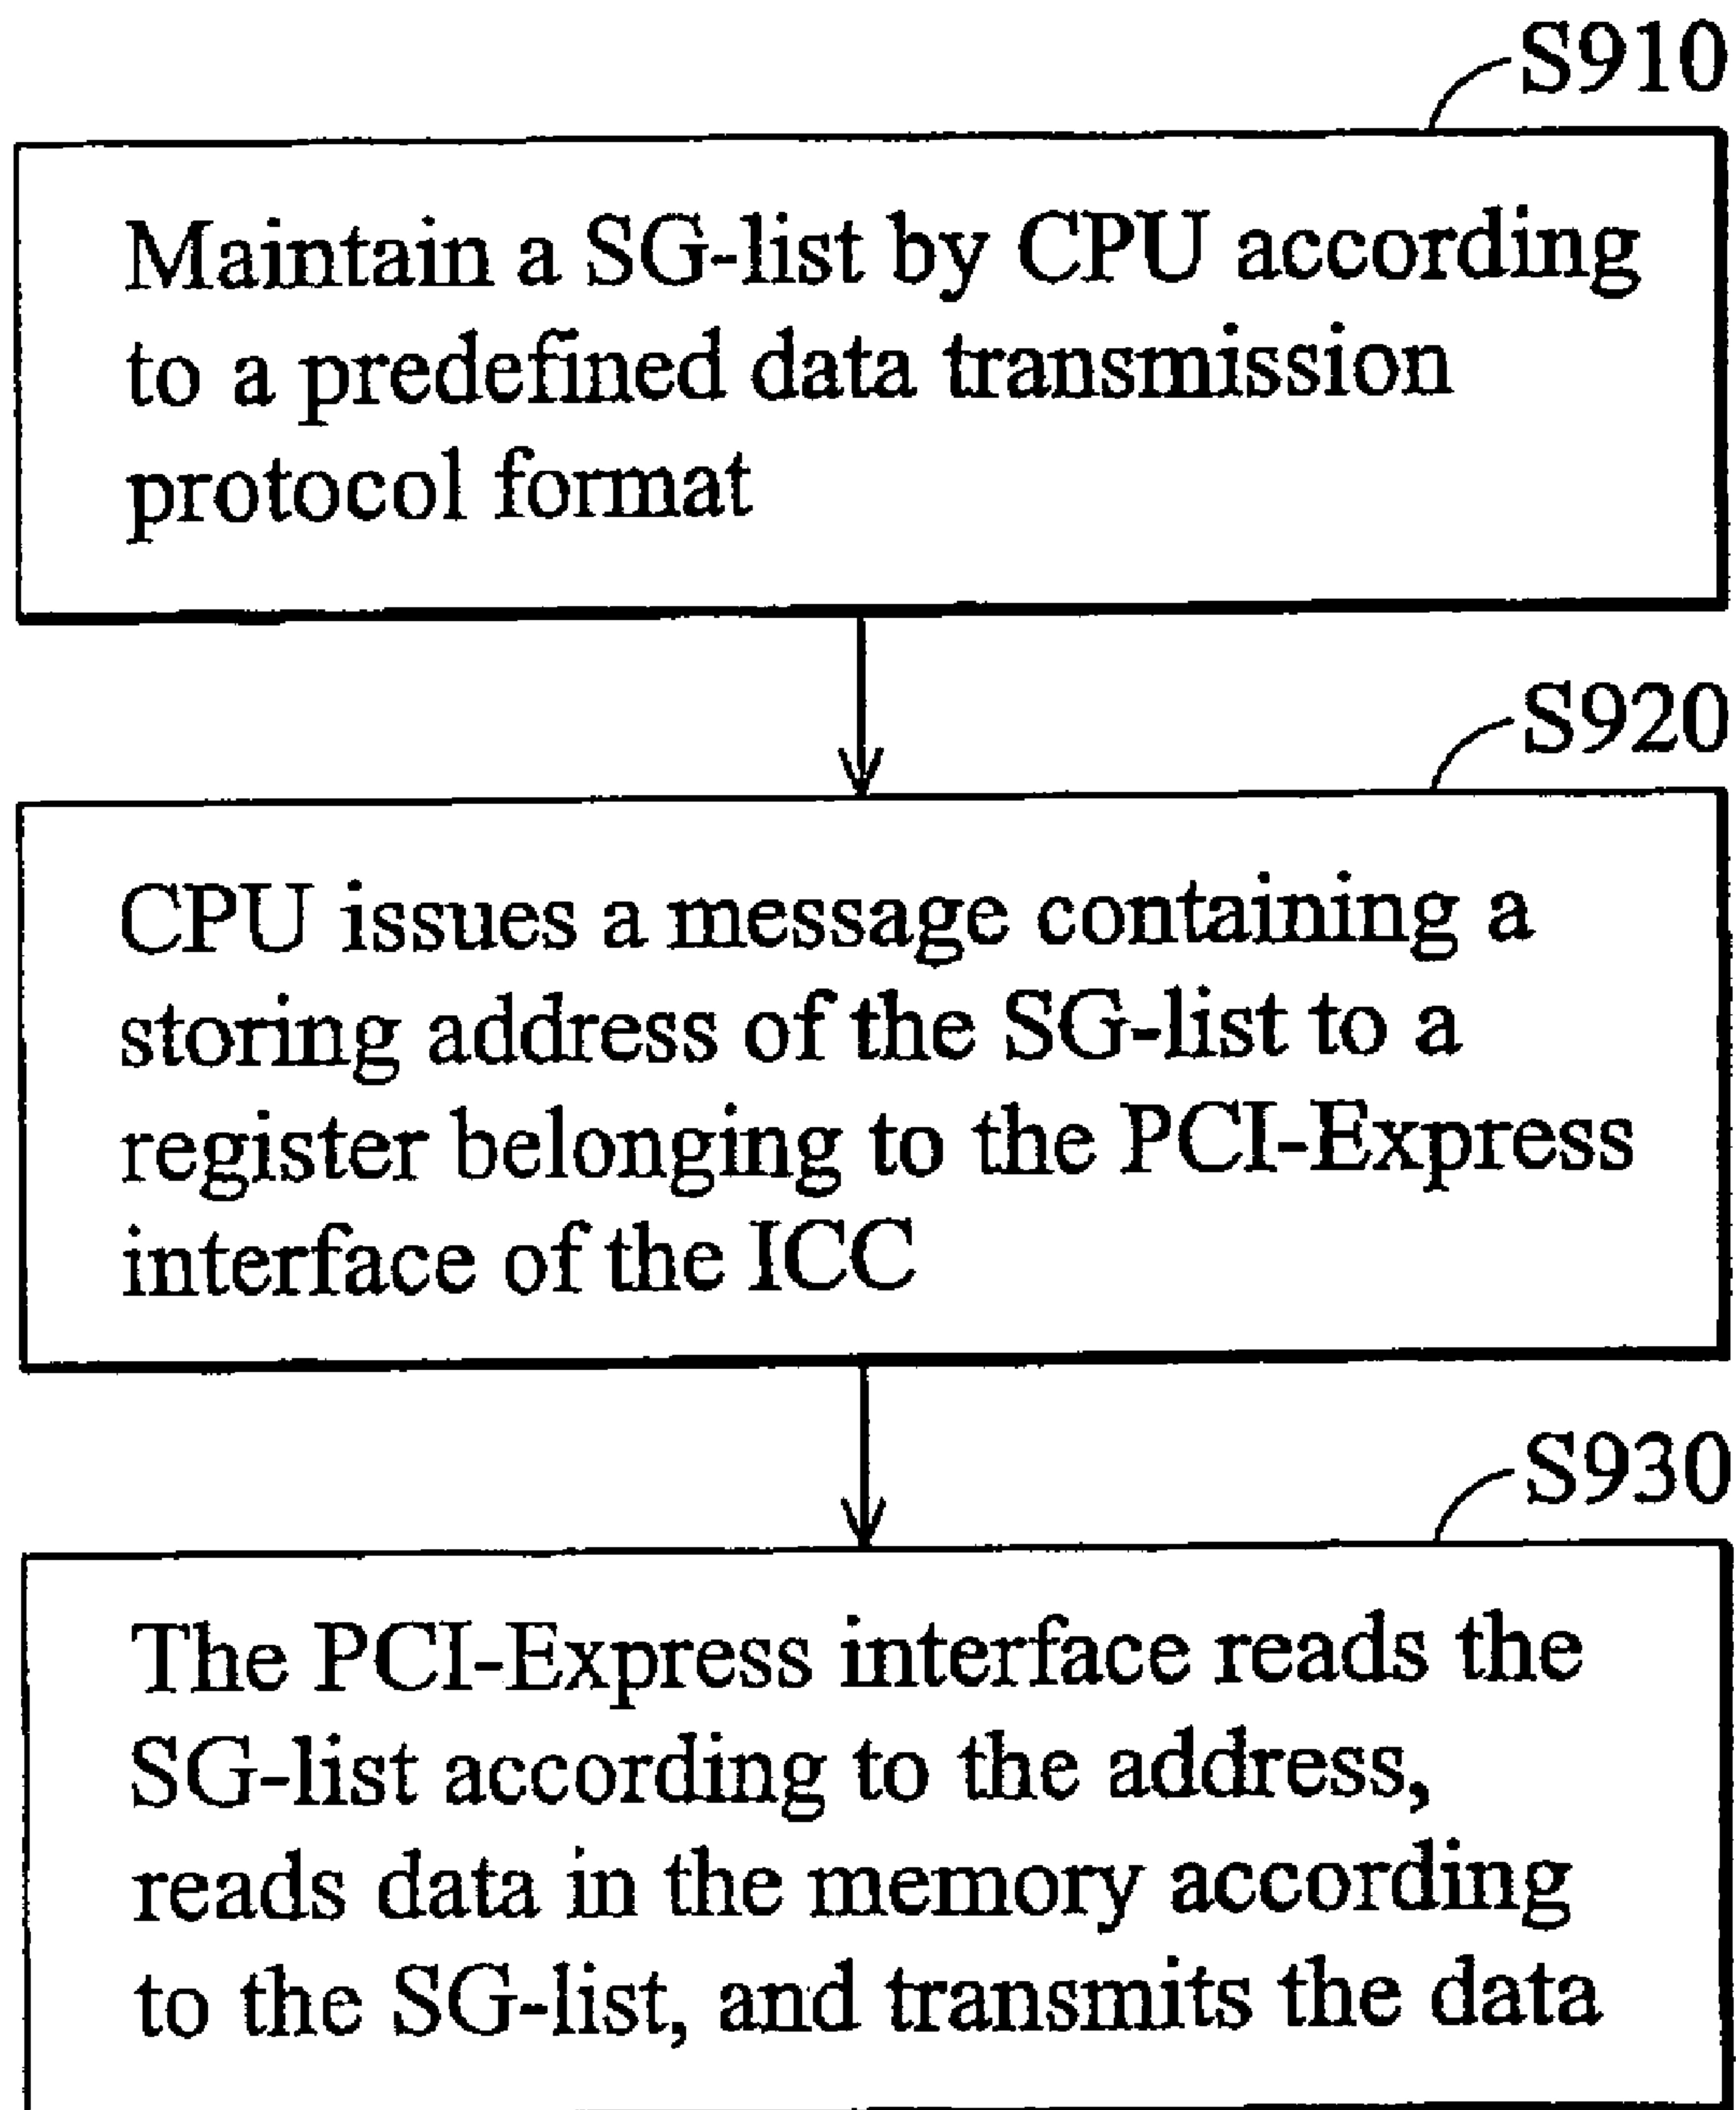 S910
Maintain a SG-list by CPU according
to a predefined data transmission
protocol format
S920
CPU issues a message containing a
storing address of the SG-list to a
register belonging to the PCI-Express
interface of the ICC
S930
The PCI-Express interface reads the
SG-list according to the address,
reads data in the memory according
to the SG-list, and transmits the data